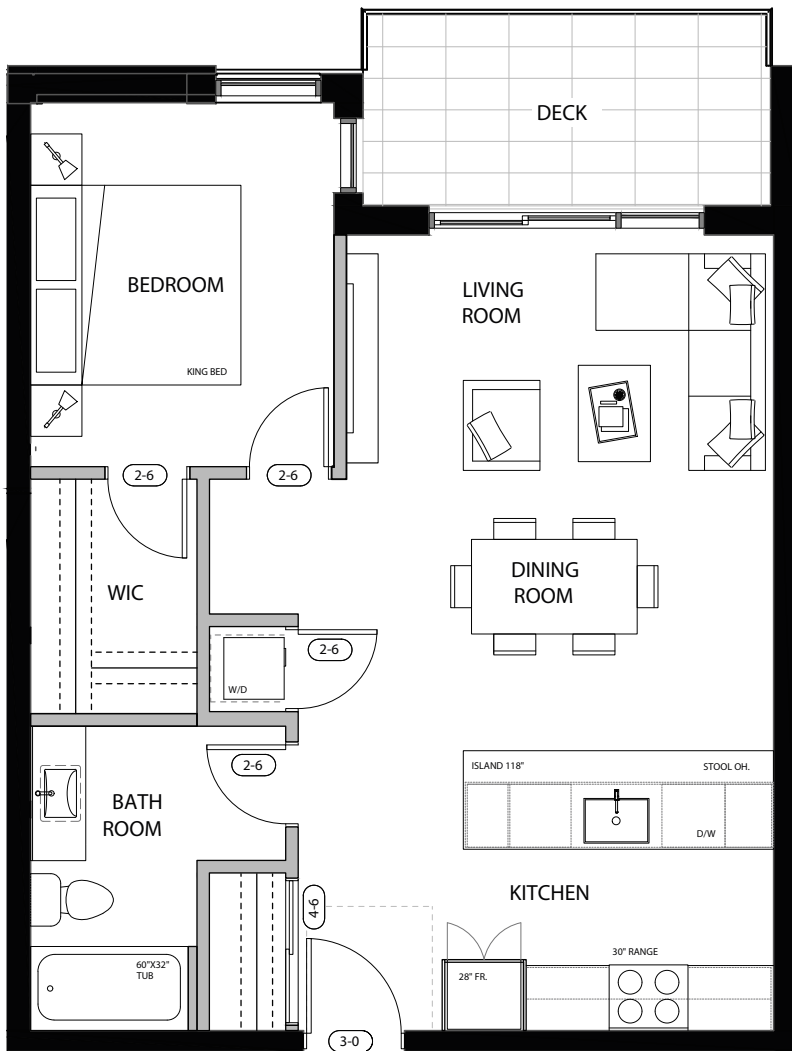 DECK
BEDROOM
LIVING
ROOM
KING BED
2-6
2-6
DINING
ROOM
WIC
2-6
W/D
2-6
ISLAND 118"
STOOL OH.
BATH
ROOM
D/W
KITCHEN
4-6
30" RANGE
60"X32"
TUB
28" FR.
3-0